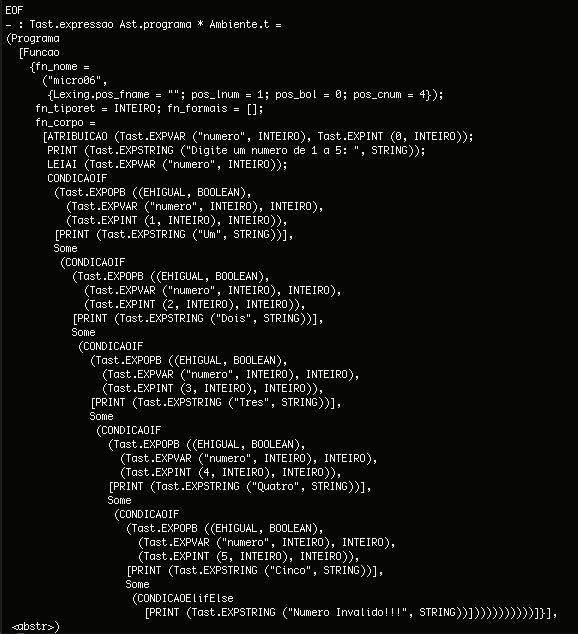 EOF
- : Tast.expressao Ast.programa * Ambiente.t =
(Programa
[Funcao
{fn_nome =
("micro06",
{Lexing.pos_fname = ""; pos_lnum = 1; pos_bol = 0; pos_cnum = 4});
fn_tiporet = INTEIRO; fn_formais = [];
fn_corpo =
[ATRIBUICAO (Tast.EXPVAR ("numero", INTEIRO), Tast.EXPINT (0, INTEIRO));
PRINT (Tast.EXPSTRING ("Digite um numero de 1 a 5: ", STRING));
LEIAI (Tast.EXPVAR ("numero", INTEIRO));
CONDICAOIF
(Tast.EXPOPB ((EHIGUAL, BOOLEAN),
(Tast.EXPVAR ("numero", INTEIRO), INTEIRO),
(Tast.EXPINT (1, INTEIRO), INTEIRO)),
[PRINT (Tast.EXPSTRING ("Um", STRING))],
Some
(CONDICAOIF
(Tast.EXPOPB ((EHIGUAL, BOOLEAN),
(Tast.EXPVAR ("numero", INTEIRO), INTEIRO),
(Tast.EXPINT (2, INTEIRO), INTEIRO)),
[PRINT (Tast.EXPSTRING ("Dois", STRING))],
Some
(CONDICAOIF
(Tast.EXPOPB ((EHIGUAL, BOOLEAN),
(Tast.EXPVAR ("numero", INTEIRO), INTEIRO),
(Tast.EXPINT (3, INTEIRO), INTEIRO)),
[PRINT (Tast.EXPSTRING ("Tres", STRING))],
Some
(CONDICAOIF
(Tast.EXPOPB ((EHIGUAL, BOOLEAN),
(Tast.EXPVAR ("numero", INTEIRO), INTEIRO),
(Tast.EXPINT (4, INTEIRO), INTEIRO)),
[PRINT (Tast.EXPSTRING ("Quatro", STRING))],
Some
(CONDICAOIF
(Tast.EXPOPB ((EHIGUAL, BOOLEAN),
(Tast.EXPVAR ("numero", INTEIRO), INTEIRO),
(Tast.EXPINT (5, INTEIRO), INTEIRO)),
[PRINT (Tast.EXPSTRING ("Cinco", STRING))],
Some
(CONDICAOElifElse
[PRINT (Tast.EXPSTRING ("Numero Invalido!!!", STRING))]))))))))))]}],
<abstr>)